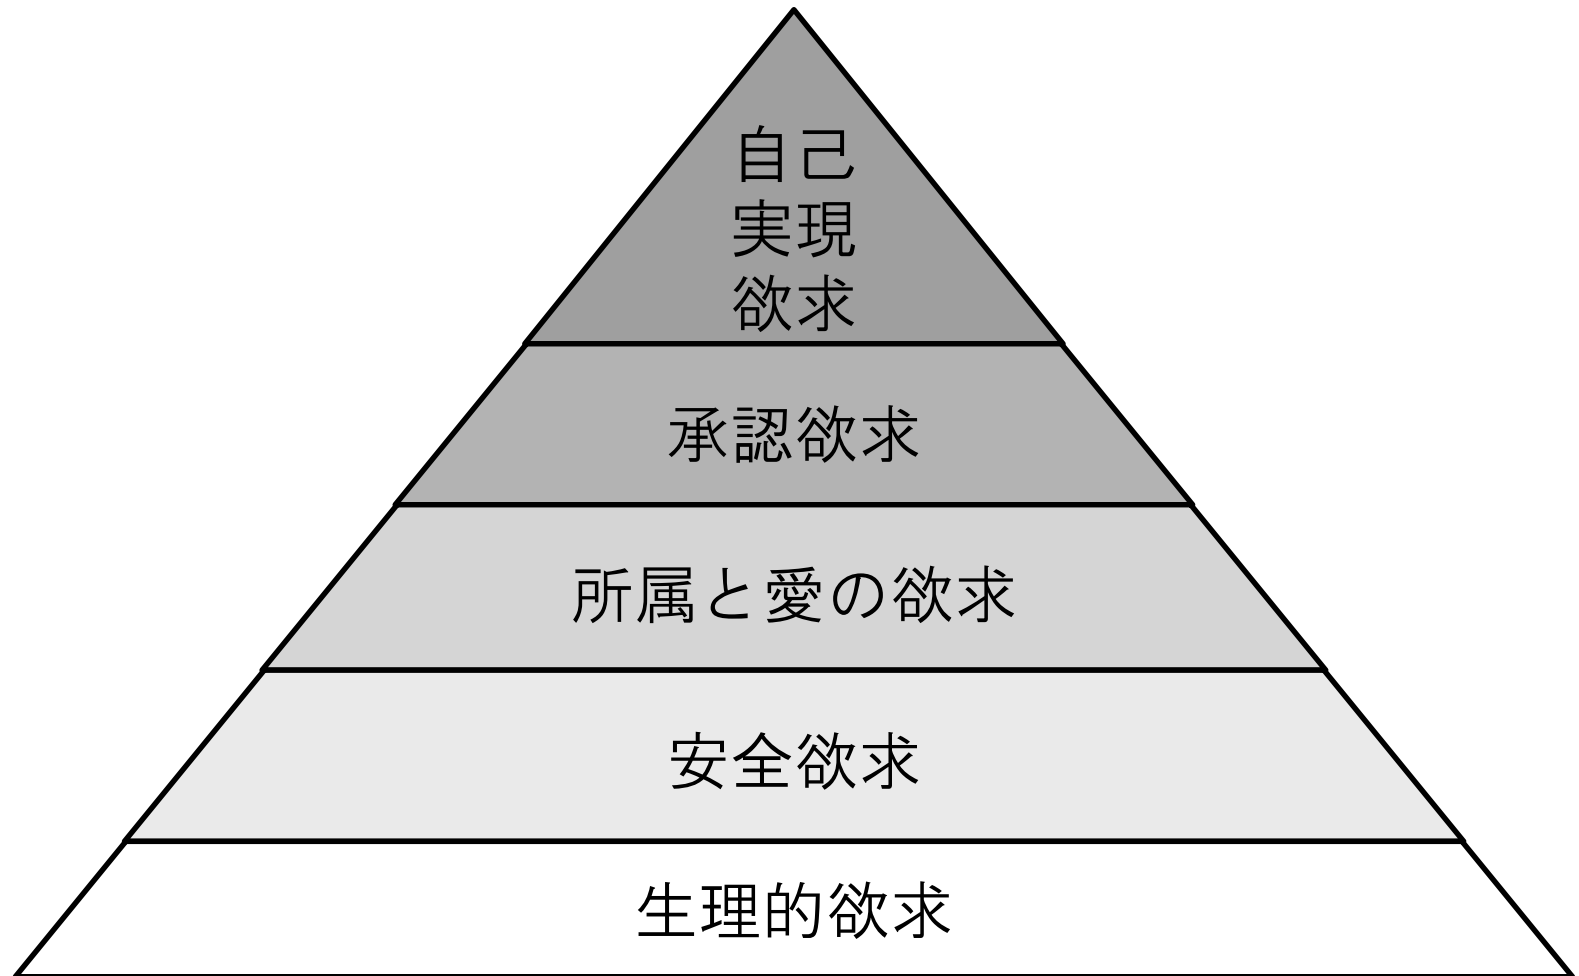 自己
実現
欲求
承認欲求
所属と愛の欲求
安全欲求
生理的欲求